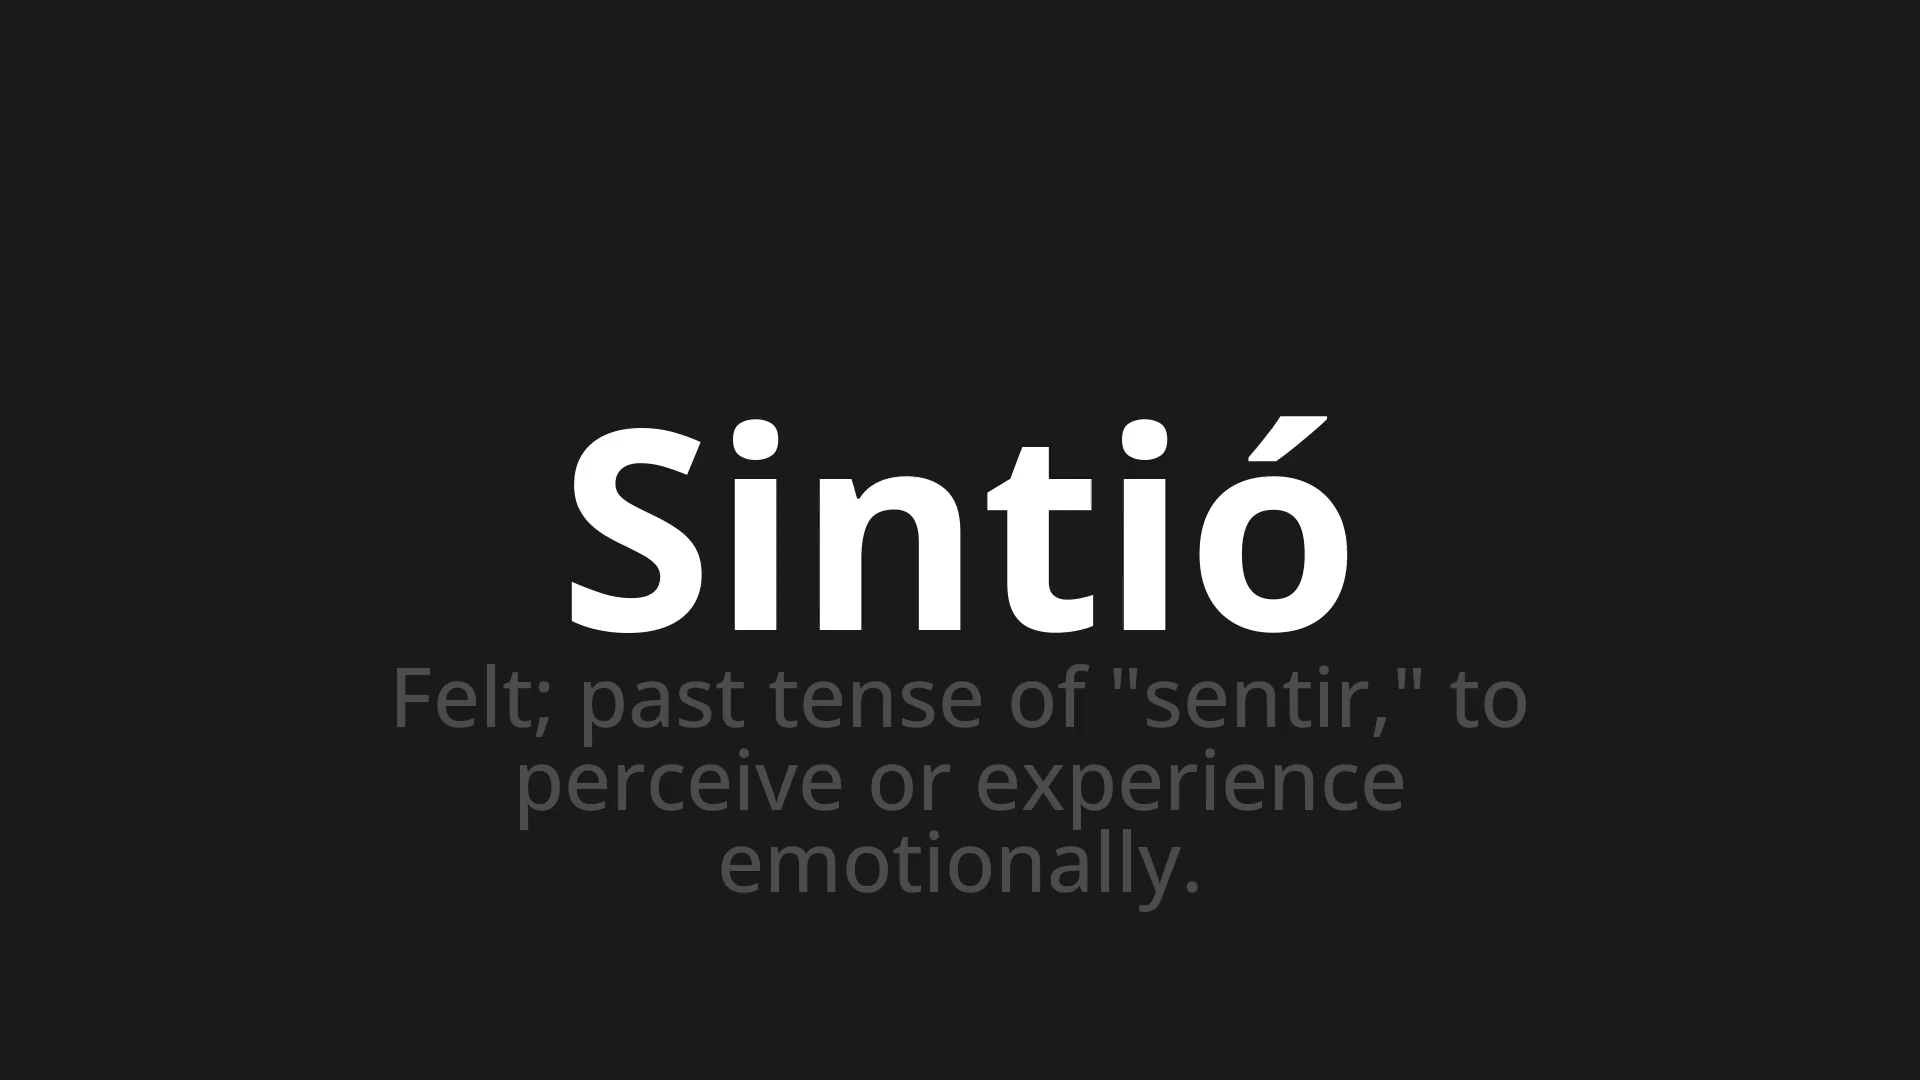 Sintió
Felt; past tense of "sentir," to
perceive or experience
emotionally.